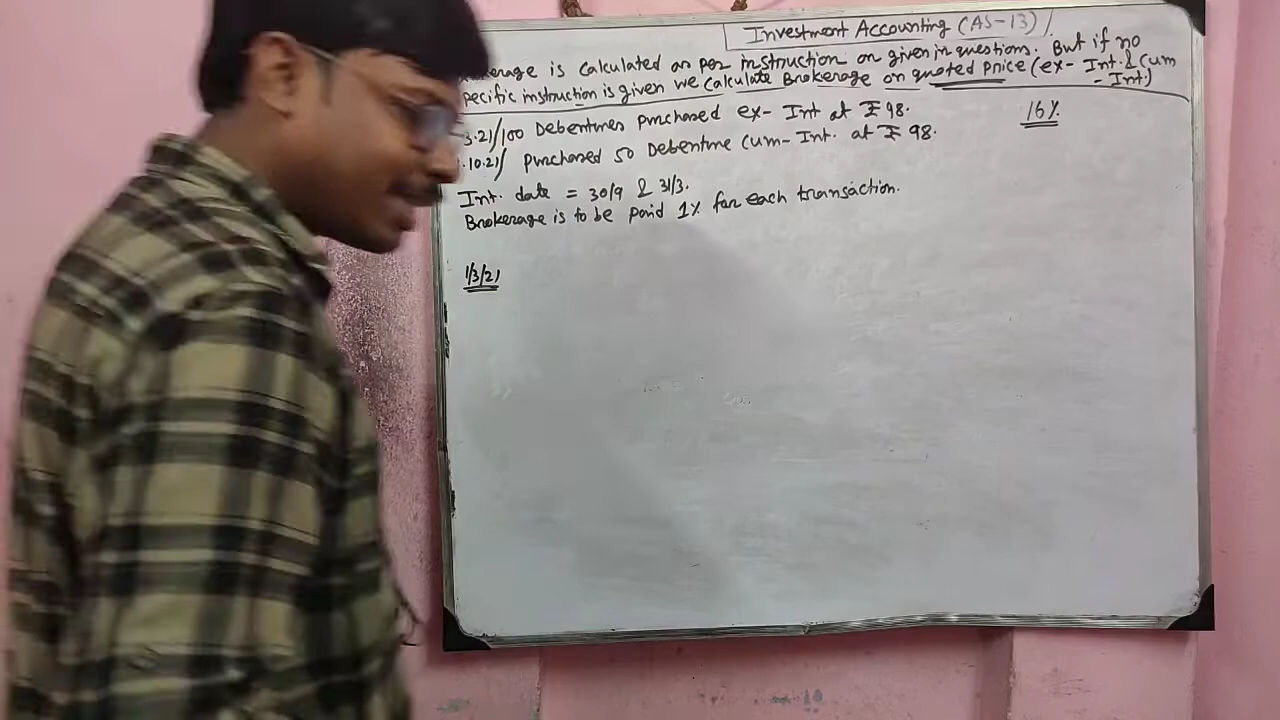 Investment Accounting (AS-13)
erage is calculated as per instruction on given in questions. But if no
pecific instruction is given we calculate Brokerage on quoted price (ex- Int. & Cum - Int)
3.21/ 100 Debentures purchased ex- Int at ₹ 98.
.10.21/ purchased 50 Debenture Cum- Int. at ₹ 98.
16%
Int. date = 30/9 & 31/3.
Brokerage is to be paid 1% for each transaction.
1/3/21